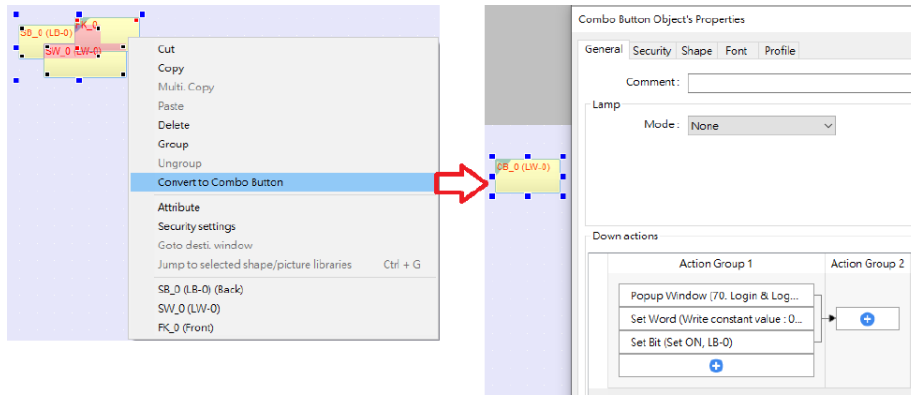 FK_0
SB_0 (LB-0)
SW_0 (LW-0)
Cut
Copy
Multi. Copy
Paste
Delete
Group
Ungroup
Convert to Combo Button
Attribute
Security settings
Goto desti. window
Jump to selected shape/picture libraries Ctrl + G
SB_0 (LB-0) (Back)
SW_0 (LW-0)
FK_0 (Front)
CB_0 (LW-0)
Combo Button Object's Properties
General Security Shape Font Profile
Comment :
Lamp
Mode : None
Down actions
Action Group 1 Action Group 2
Popup Window (70. Login & Log...
Set Word (Write constant value : 0...
Set Bit (Set ON, LB-0)